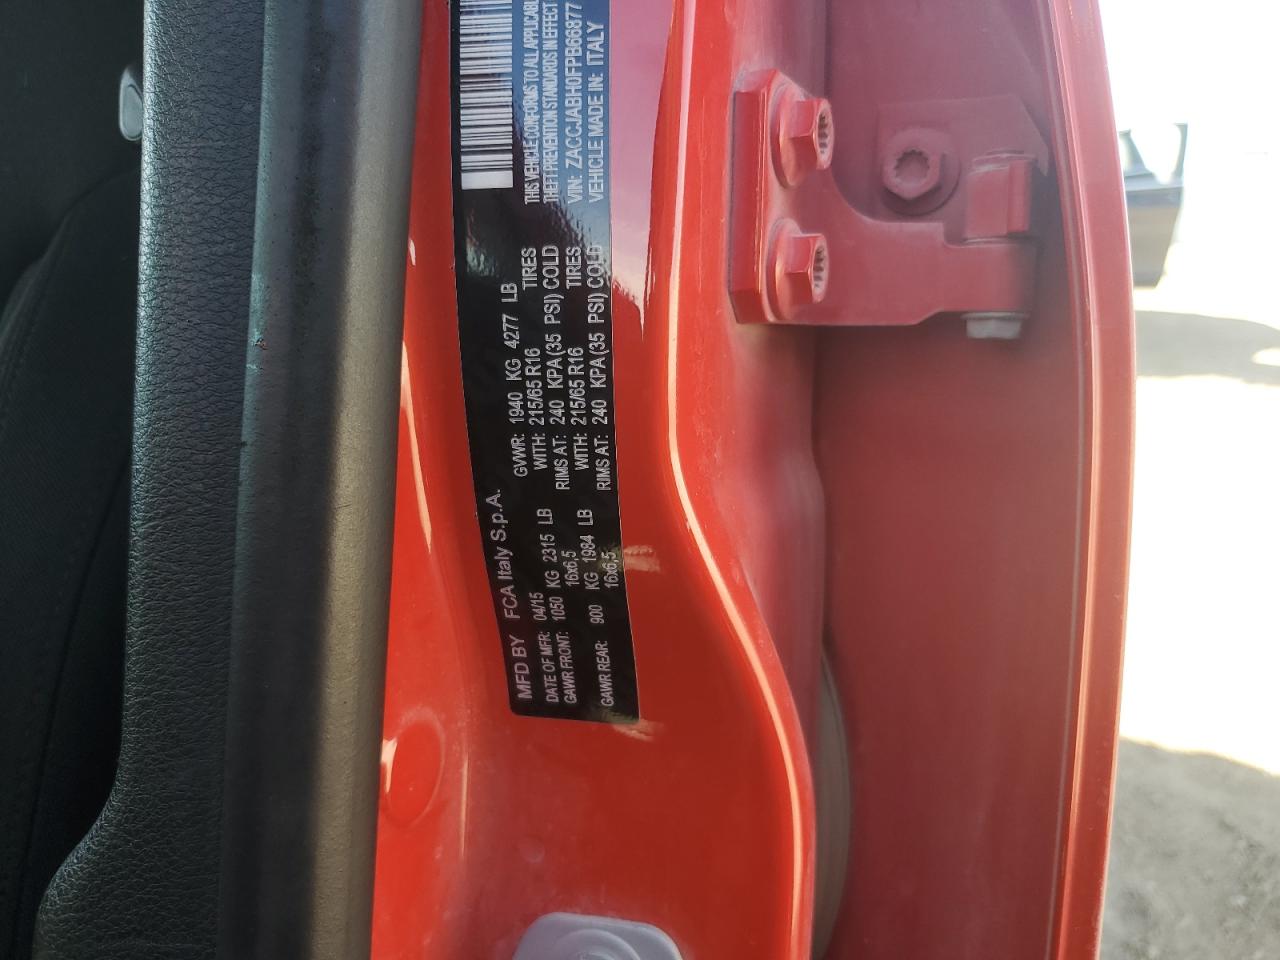 MFD BY FCA Italy S.p.A.
DATE OF MFR: 04/15 GVWR: 1940 KG 4277 LB
GAWR FRONT: 1050 KG 2315 LB WITH: 215/65 R16 TIRES
16x6,5 RIMS AT: 240 KPA(35 PSI) COLD
GAWR REAR: 900 KG 1984 LB WITH: 215/65 R16 TIRES
16x6,5 RIMS AT: 240 KPA(35 PSI) COLD
THIS VEHICLE CONFORMS TO ALL APPLICABL
THEFT PREVENTION STANDARDS IN EFFECT
VIN: ZACCJABH0FPB66877
VEHICLE MADE IN: ITALY